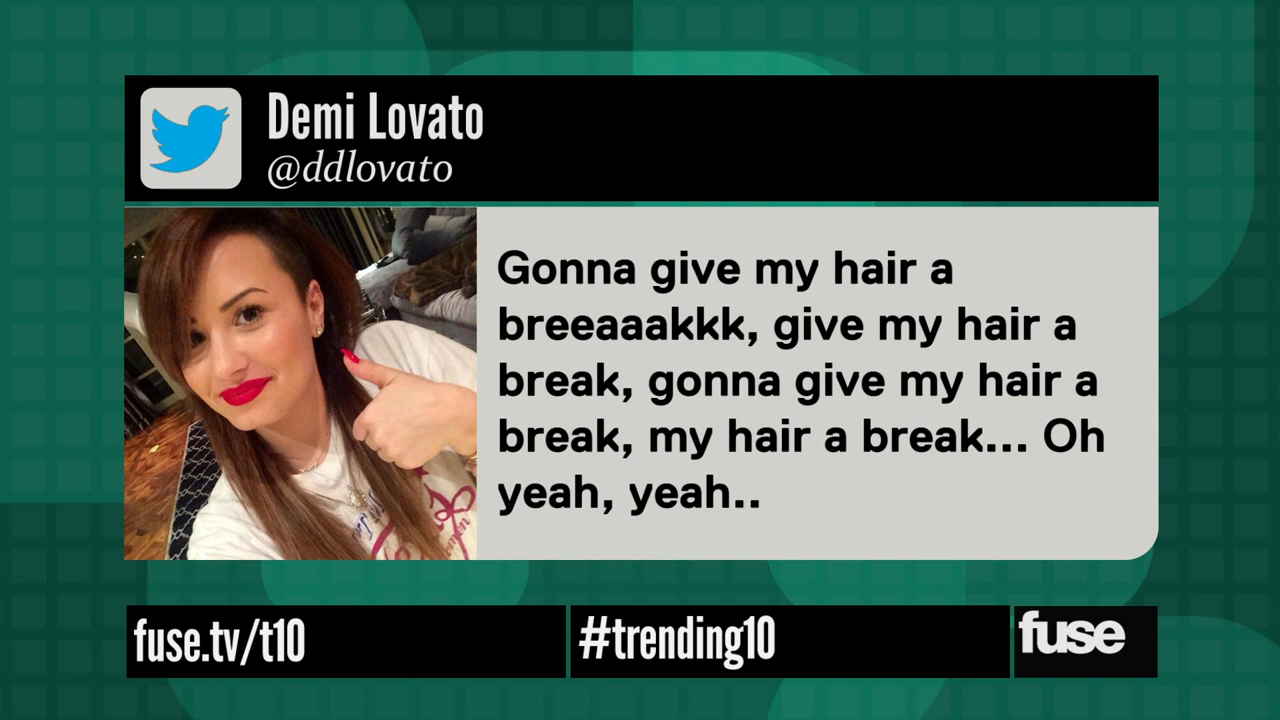 Demi Lovato
@ddlovato
Gonna give my hair a
breeaaakkk, give my hair a
break, gonna give my hair a
break, my hair a break... Oh
yeah, yeah..
fuse.tv/t10
#trending10
fuse